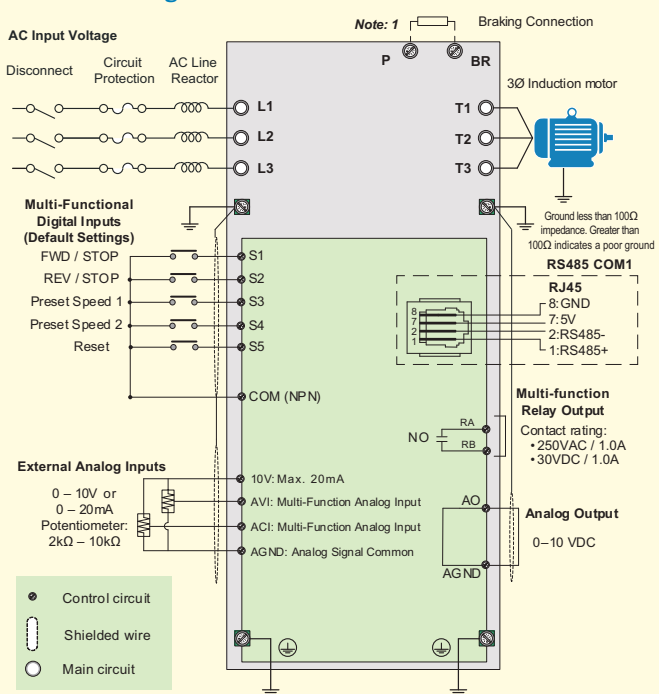 Note: 1
Braking Connection
AC Input Voltage
P
BR
Disconnect
Circuit
Protection
AC Line
Reactor
3Ø Induction motor
L1
T1
L2
T2
L3
T3
Multi-Functional
Digital Inputs
(Default Settings)
Ground less than 100Ω
impedance. Greater than
100Ω indicates a poor ground
FWD / STOP
S1
REV / STOP
S2
Preset Speed 1
S3
Preset Speed 2
S4
Reset
S5
COM (NPN)
RS485 COM1
RJ45
8
7
2
1
8:GND
7:5V
2:RS485-
1:RS485+
Multi-function
Relay Output
RA
NO
RB
Contact rating:
•250VAC / 1.0A
•30VDC / 1.0A
External Analog Inputs
0 – 10V or
0 – 20mA
Potentiometer:
2kΩ – 10kΩ
10V: Max. 20mA
AVI: Multi-Function Analog Input
ACI: Multi-Function Analog Input
AGND: Analog Signal Common
AO
Analog Output
0–10 VDC
AGND
Control circuit
Shielded wire
Main circuit